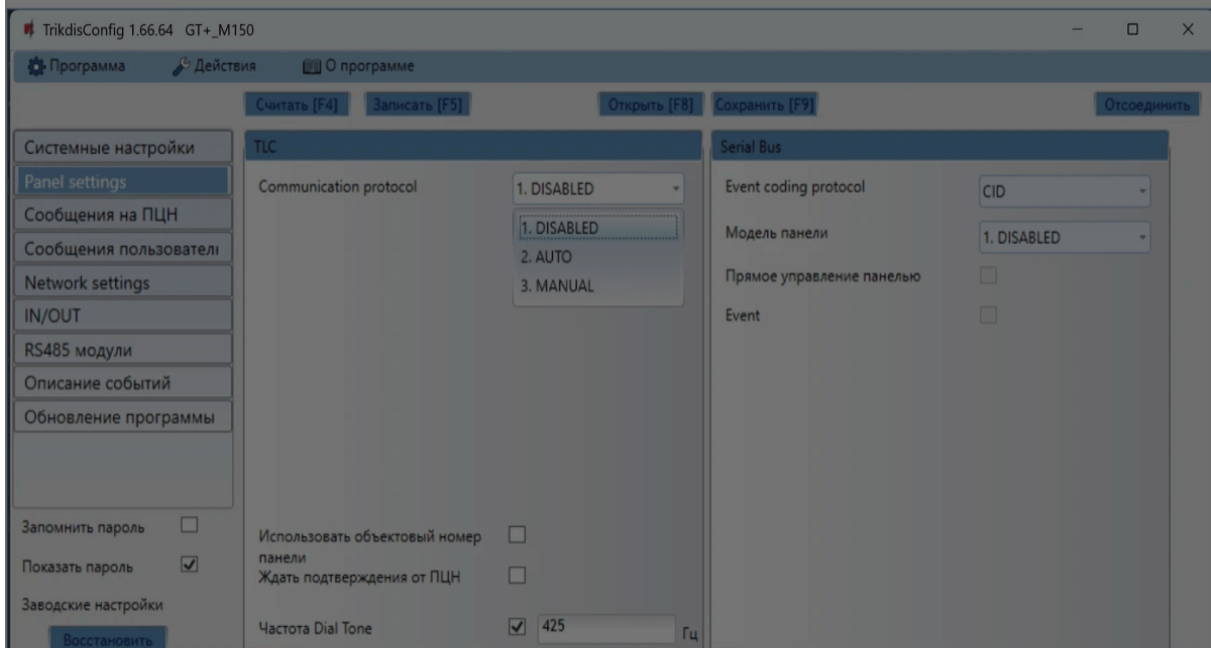 TrikdisConfig 1.66.64 GT+_M150
Программа Действия О программе
Считать [F4] Записать [F5] Открыть [F8] Сохранить [F9] Отсоединить
Системные настройки
Panel settings
Сообщения на ПЦН
Сообщения пользовател
Network settings
IN/OUT
RS485 модули
Описание событий
Обновление программы
Запомнить пароль
Показать пароль
Заводские настройки
Восстановить
TLC
Communication protocol 1. DISABLED
1. DISABLED
2. AUTO
3. MANUAL
Использовать объектовый номер
панели
Ждать подтверждения от ПЦН
Частота Dial Tone 425 Гц
Serial Bus
Event coding protocol CID
Модель панели 1. DISABLED
Прямое управление панелью
Event